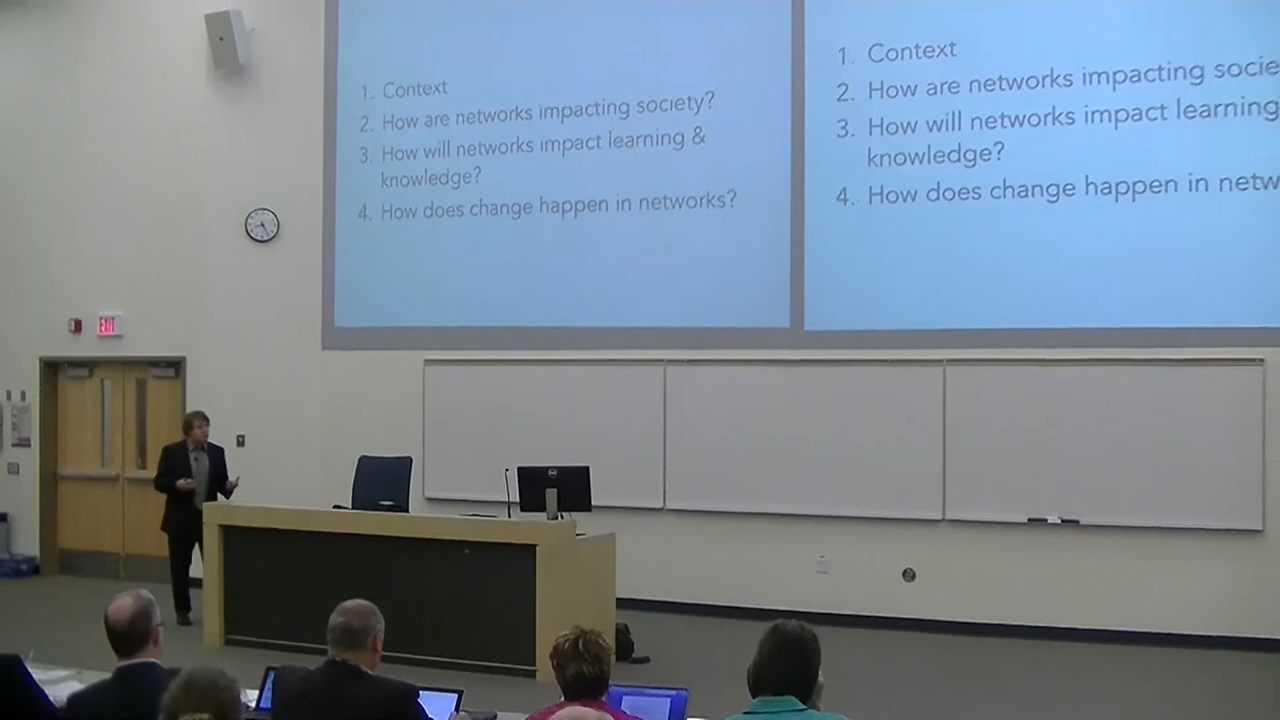 1. Context
2. How are networks impacting society?
3. How will networks impact learning &
knowledge?
4. How does change happen in networks?
1. Context
2. How are networks impacting socie
3. How will networks impact learning
knowledge?
4. How does change happen in netw
EXIT